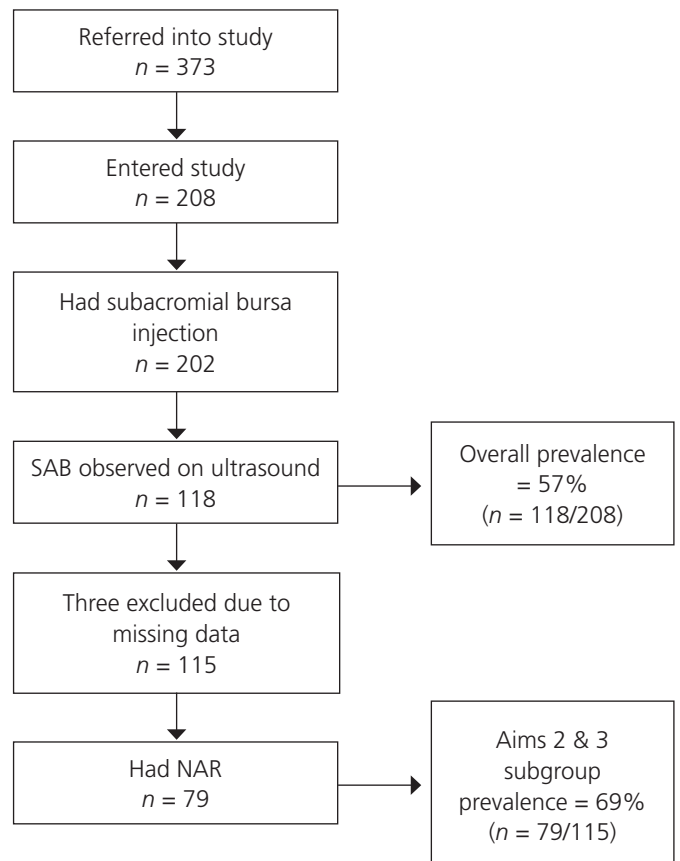 Referred into study
n = 373
Entered study
n = 208
Had subacromial bursa
injection
n = 202
SAB observed on ultrasound
n = 118
Overall prevalence
= 57%
(n = 118/208)
Three excluded due to
missing data
n = 115
Had NAR
n = 79
Aims 2 & 3
subgroup
prevalence = 69%
(n = 79/115)